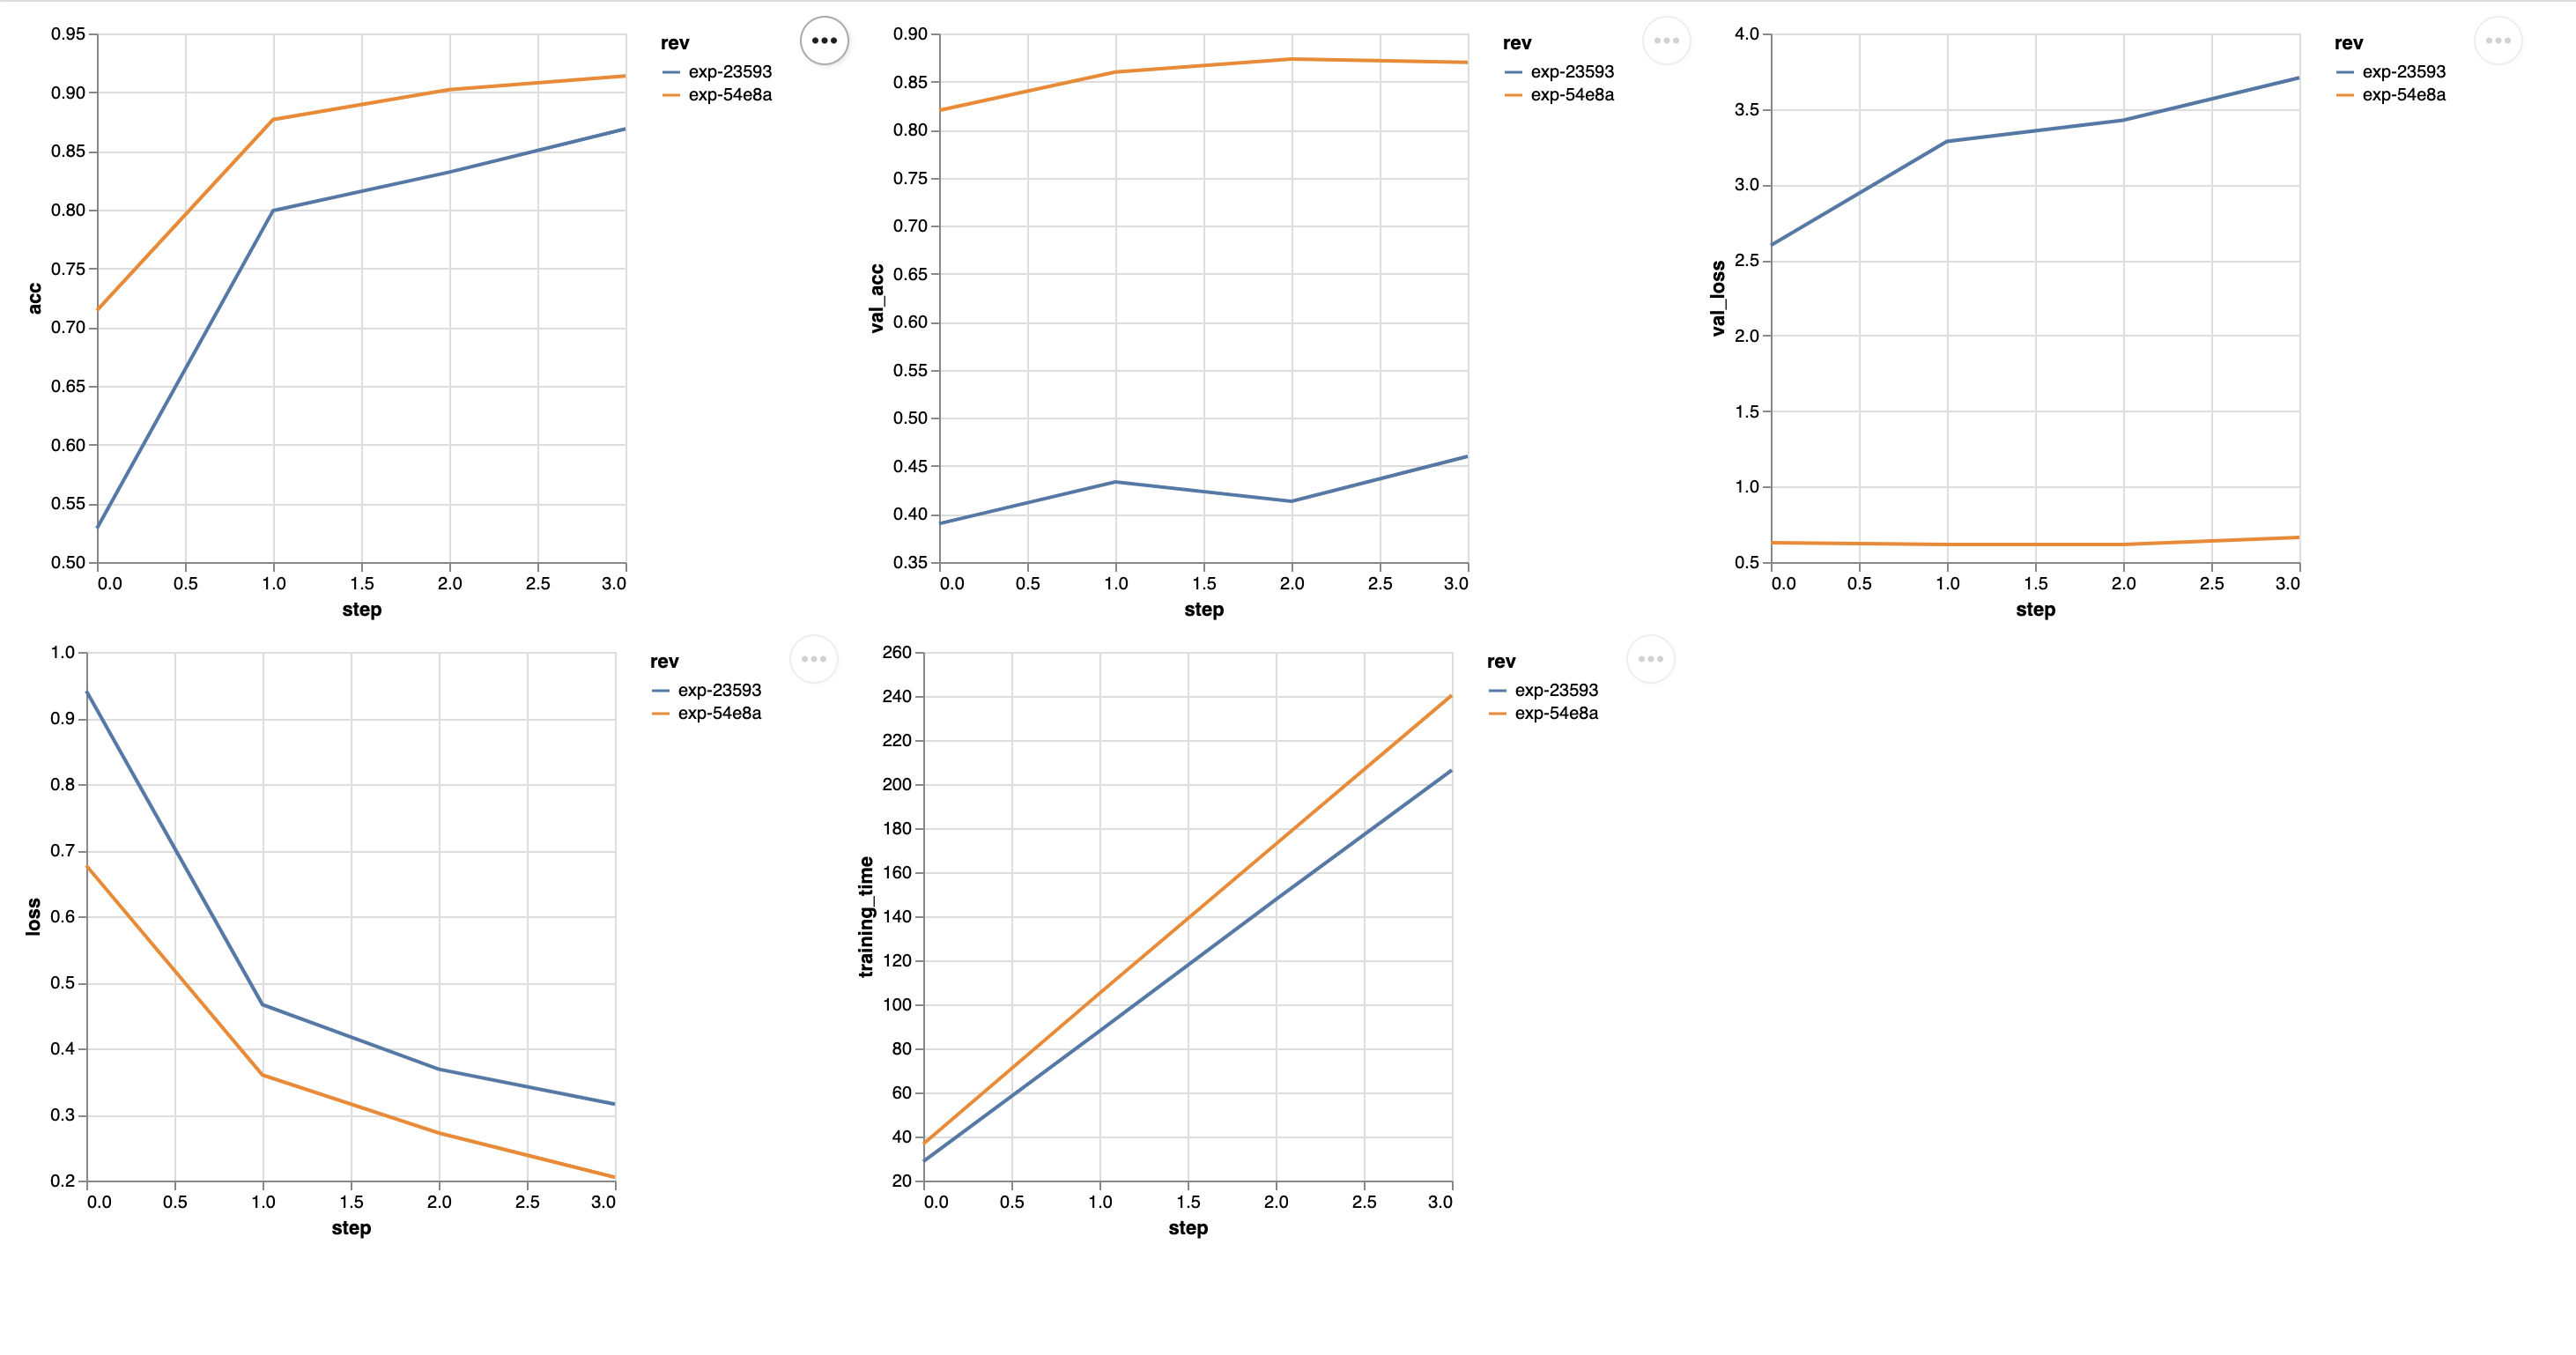 acc
0.95
0.90
0.85
0.80
0.75
0.70
0.65
0.60
0.55
0.50
0.0 0.5 1.0 1.5 2.0 2.5 3.0
step
rev
exp-23593
exp-54e8a
val_acc
0.90
0.85
0.80
0.75
0.70
0.65
0.60
0.55
0.50
0.45
0.40
0.35
0.0 0.5 1.0 1.5 2.0 2.5 3.0
step
rev
exp-23593
exp-54e8a
val_loss
4.0
3.5
3.0
2.5
2.0
1.5
1.0
0.5
0.0 0.5 1.0 1.5 2.0 2.5 3.0
step
rev
exp-23593
exp-54e8a
loss
1.0
0.9
0.8
0.7
0.6
0.5
0.4
0.3
0.2
0.0 0.5 1.0 1.5 2.0 2.5 3.0
step
rev
exp-23593
exp-54e8a
training_time
260
240
220
200
180
160
140
120
100
80
60
40
20
0.0 0.5 1.0 1.5 2.0 2.5 3.0
step
rev
exp-23593
exp-54e8a